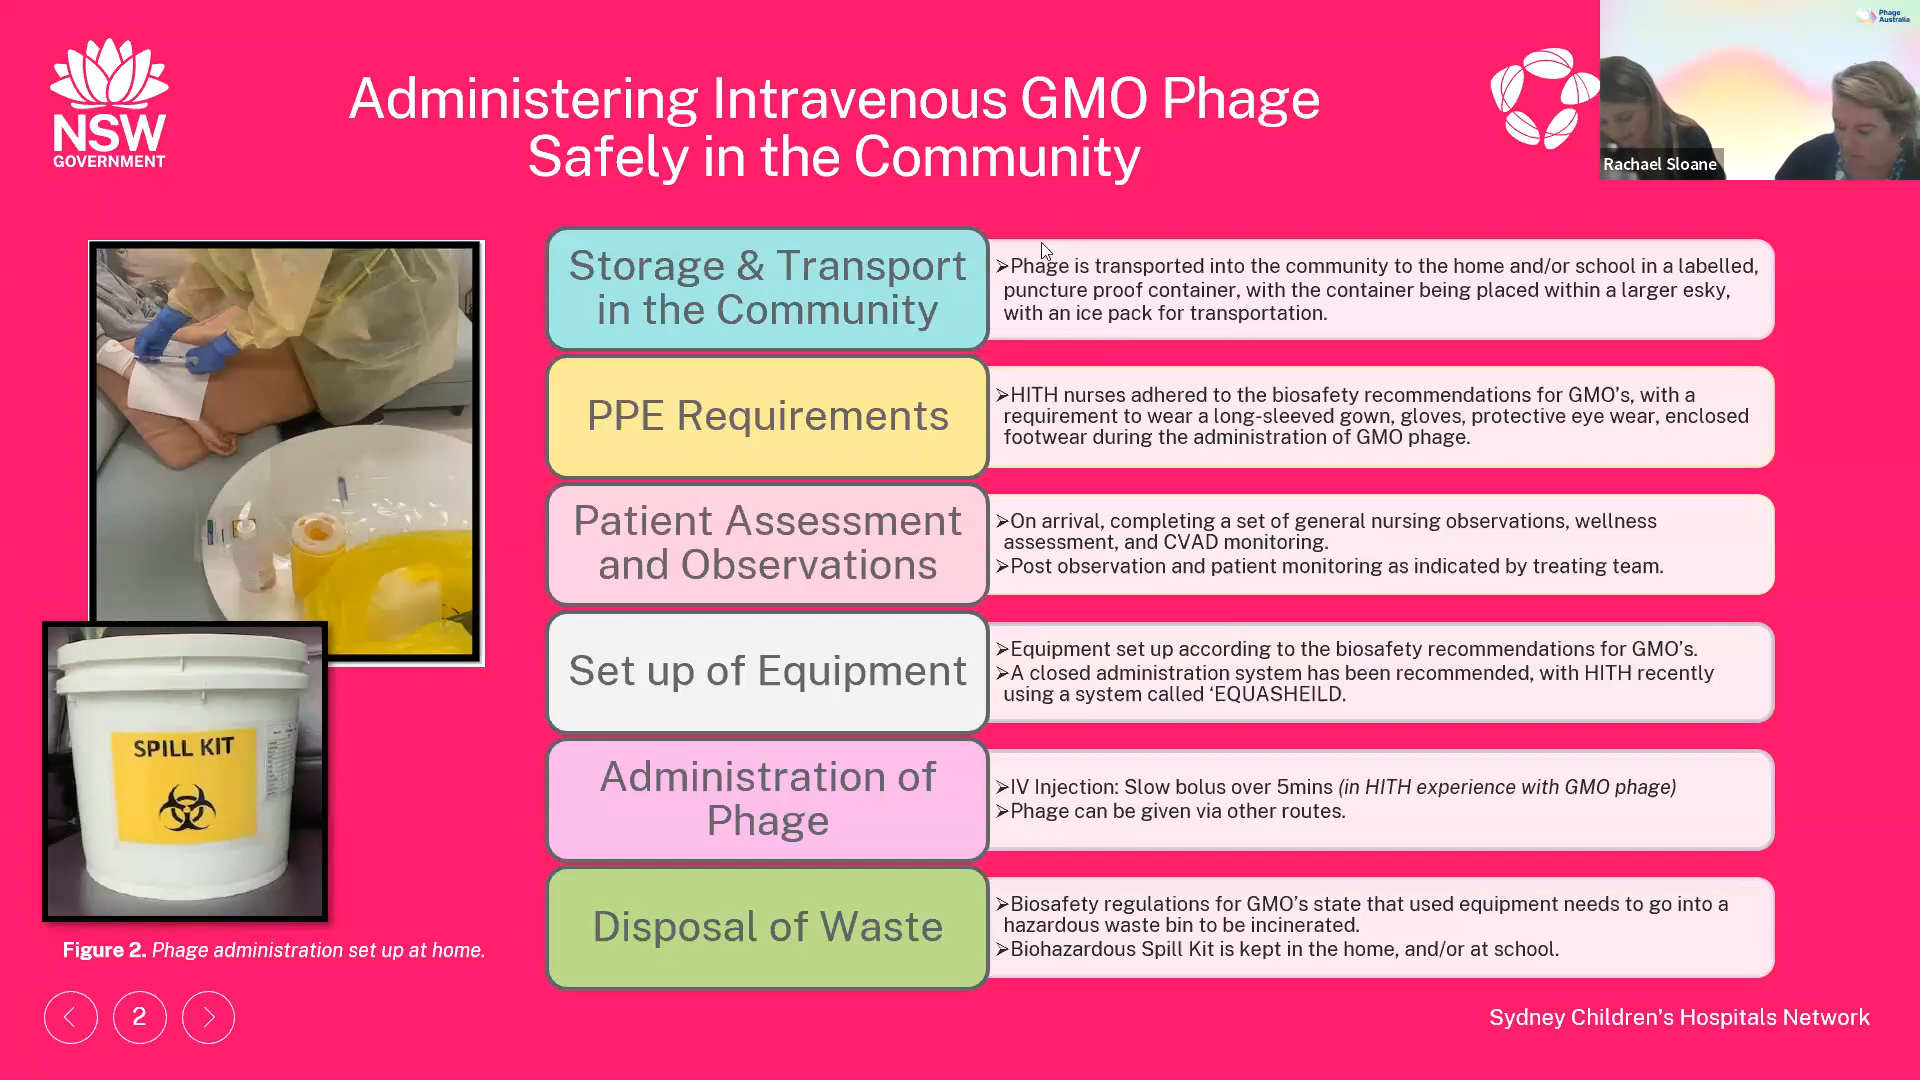 NSW
GOVERNMENT
Administering Intravenous GMO Phage
Safely in the Community
Phage
Australia
Rachael Sloane
Storage & Transport
in the Community
➢Phage is transported into the community to the home and/or school in a labelled,
puncture proof container, with the container being placed within a larger esky,
with an ice pack for transportation.
PPE Requirements
➢HITH nurses adhered to the biosafety recommendations for GMO’s, with a
requirement to wear a long-sleeved gown, gloves, protective eye wear, enclosed
footwear during the administration of GMO phage.
Patient Assessment
and Observations
➢On arrival, completing a set of general nursing observations, wellness
assessment, and CVAD monitoring.
➢Post observation and patient monitoring as indicated by treating team.
Set up of Equipment
➢Equipment set up according to the biosafety recommendations for GMO’s.
➢A closed administration system has been recommended, with HITH recently
using a system called ‘EQUASHEILD.
Administration of
Phage
➢IV Injection: Slow bolus over 5mins (in HITH experience with GMO phage)
➢Phage can be given via other routes.
Disposal of Waste
➢Biosafety regulations for GMO’s state that used equipment needs to go into a
hazardous waste bin to be incinerated.
➢Biohazardous Spill Kit is kept in the home, and/or at school.
SPILL KIT
Figure 2. Phage administration set up at home.
2
Sydney Children’s Hospitals Network